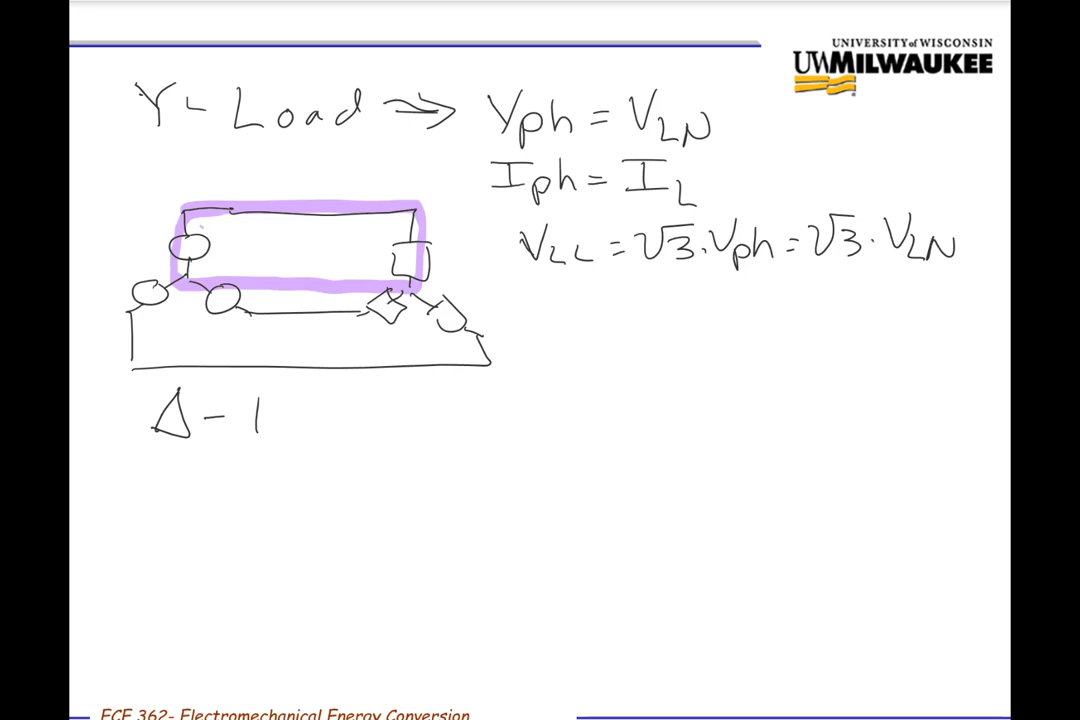 UNIVERSITY of WISCONSIN
UWMILWAUKEE
Y- Load ⇒ Vph = VLN
Iph = IL
VLL = √3 · Vph = √3 · VLN
Δ - l
ECE 362- Electromechanical Energy Conversion